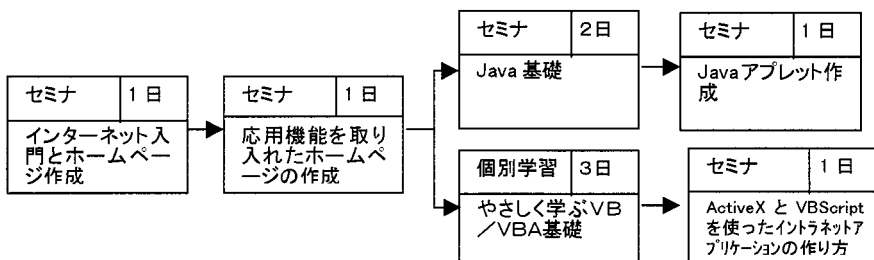 セミナ 1日
インターネット入
門とホームペー
ジ作成
セミナ 1日
応用機能を取り
入れたホームペ
ージの作成
セミナ 2日
Java 基礎
セミナ 1日
Javaアプレット作
成
個別学習 3日
やさしく学ぶVB
/VBA基礎
セミナ 1日
ActiveX と VBScript
を使ったイントラネットア
プリケーションの作り方